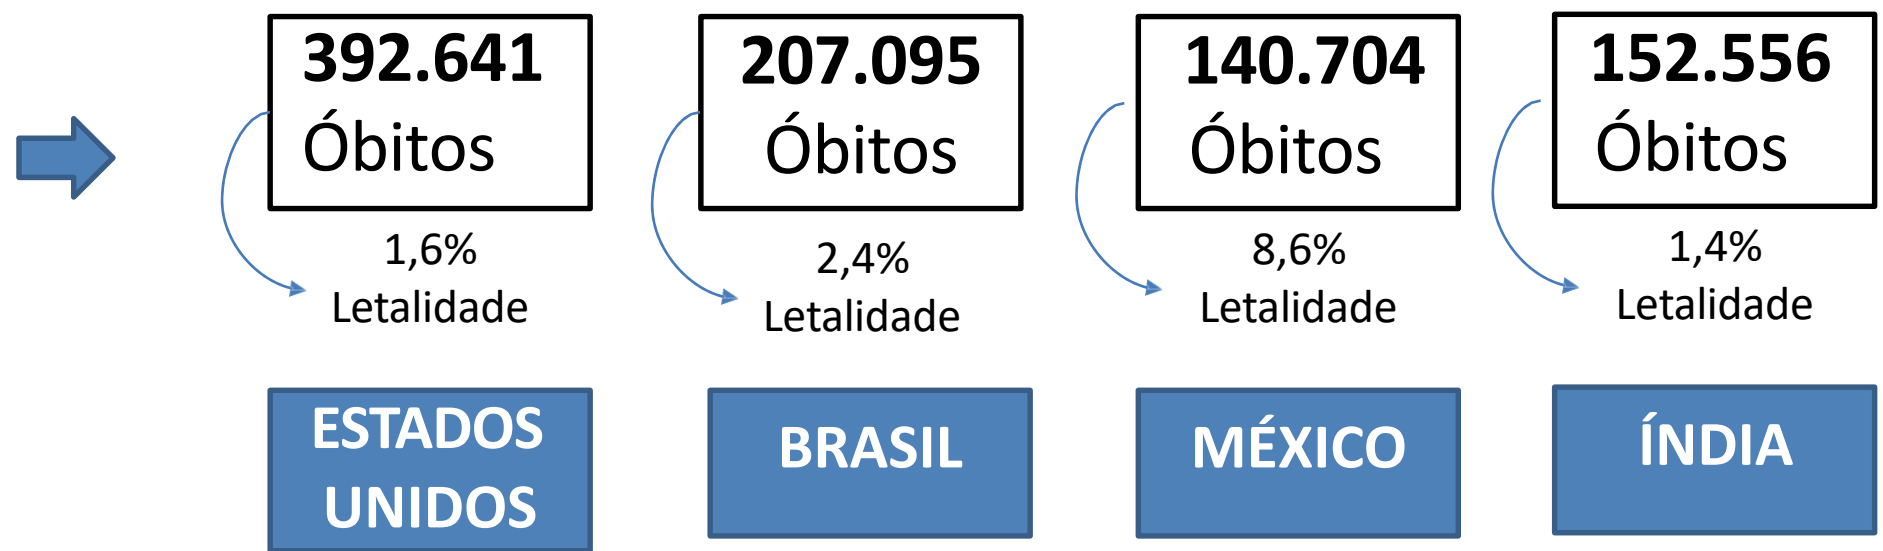 392.641
Óbitos
1,6%
Letalidade
ESTADOS
UNIDOS
207.095
Óbitos
2,4%
Letalidade
BRASIL
140.704
Óbitos
8,6%
Letalidade
MÉXICO
152.556
Óbitos
1,4%
Letalidade
ÍNDIA